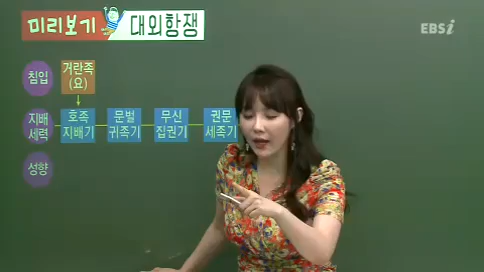 미리보기 대외항쟁
EBSi
침입
거란족
(요)
지배
세력
호족
지배기
문벌
귀족기
무신
집권기
권문
세족기
성향